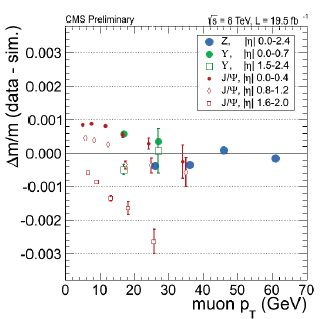 CMS Preliminary √s = 8 TeV, L = 19.5 fb⁻¹
Δm/m (data - sim.)
0.003
0.002
0.001
0.000
-0.001
-0.002
-0.003
Z, |η| 0.0-2.4
Υ, |η| 0.0-0.7
Υ, |η| 1.5-2.4
J/Ψ, |η| 0.0-0.4
J/Ψ, |η| 0.8-1.2
J/Ψ, |η| 1.6-2.0
0 10 20 30 40 50 60 70
muon p_T (GeV)